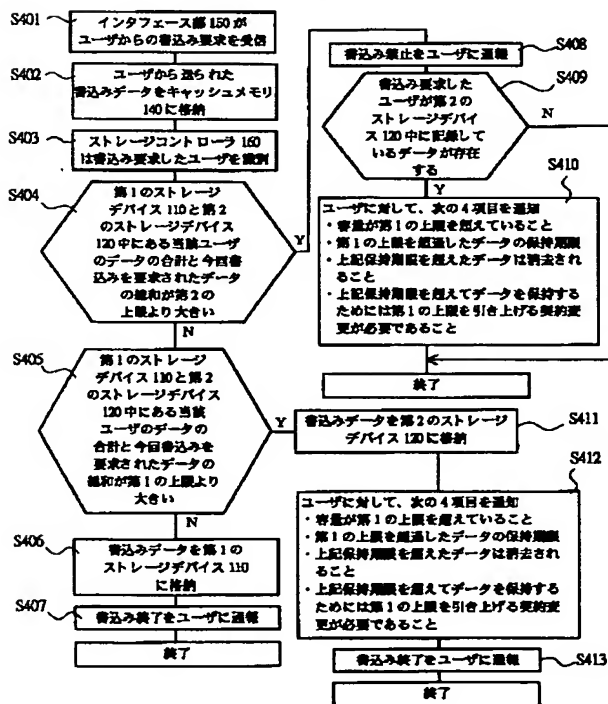 S401
インタフェース部150が
ユーザからの書込み要求を受信
S402
ユーザから送られた
書込みデータをキャッシュメモリ
140に格納
S403
ストレージコントローラ160
は書込み要求したユーザを識別
S404
第1のストレージ
デバイス110と第2
のストレージデバイス
120中にある当該ユーザ
のデータの合計と今回書
込みを要求されたデータ
の総和が第2の
上限より大きい
Y
N
S405
第1のストレージ
デバイス110と第2
のストレージデバイス
120中にある当該
ユーザのデータの
合計と今回書込みを
要求されたデータの
総和が第1の上限より
大きい
Y
N
S406
書込みデータを第1の
ストレージデバイス110
に格納
S407
書込み終了をユーザに通報
終了
S408
書込み禁止をユーザに通報
S409
書込み要求した
ユーザが第2の
ストレージデバイ
ス120中に記録して
いるデータが存在
する
N
Y
S410
ユーザに対して、次の4項目を通知
・容量が第1の上限を超えていること
・第1の上限を超過したデータの保持期限
・上記保持期限を超えたデータは消去され
ること
・上記保持期限を超えてデータを保持する
ためには第1の上限を引き上げる契約変
更が必要であること
終了
S411
書込みデータを第2のストレージ
デバイス120に格納
S412
ユーザに対して、次の4項目を通知
・容量が第1の上限を超えていること
・第1の上限を超過したデータの保持期限
・上記保持期限を超えたデータは消去され
ること
・上記保持期限を超えてデータを保持する
ためには第1の上限を引き上げる契約変
更が必要であること
書込み終了をユーザに通報
S413
終了